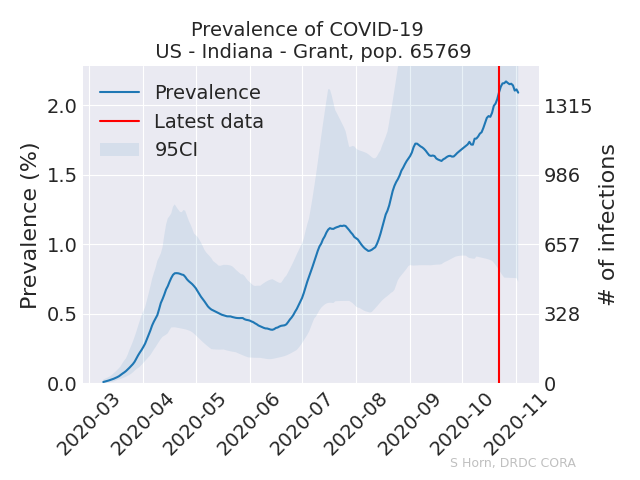 Prevalence of COVID-19
US - Indiana - Grant, pop. 65769
Prevalence
Latest data
95CI
Prevalence (%)
2.0
1.5
1.0
0.5
0.0
1315
986
657
328
0
# of infections
2020-03
2020-04
2020-05
2020-06
2020-07
2020-08
2020-09
2020-10
2020-11
S Horn, DRDC CORA